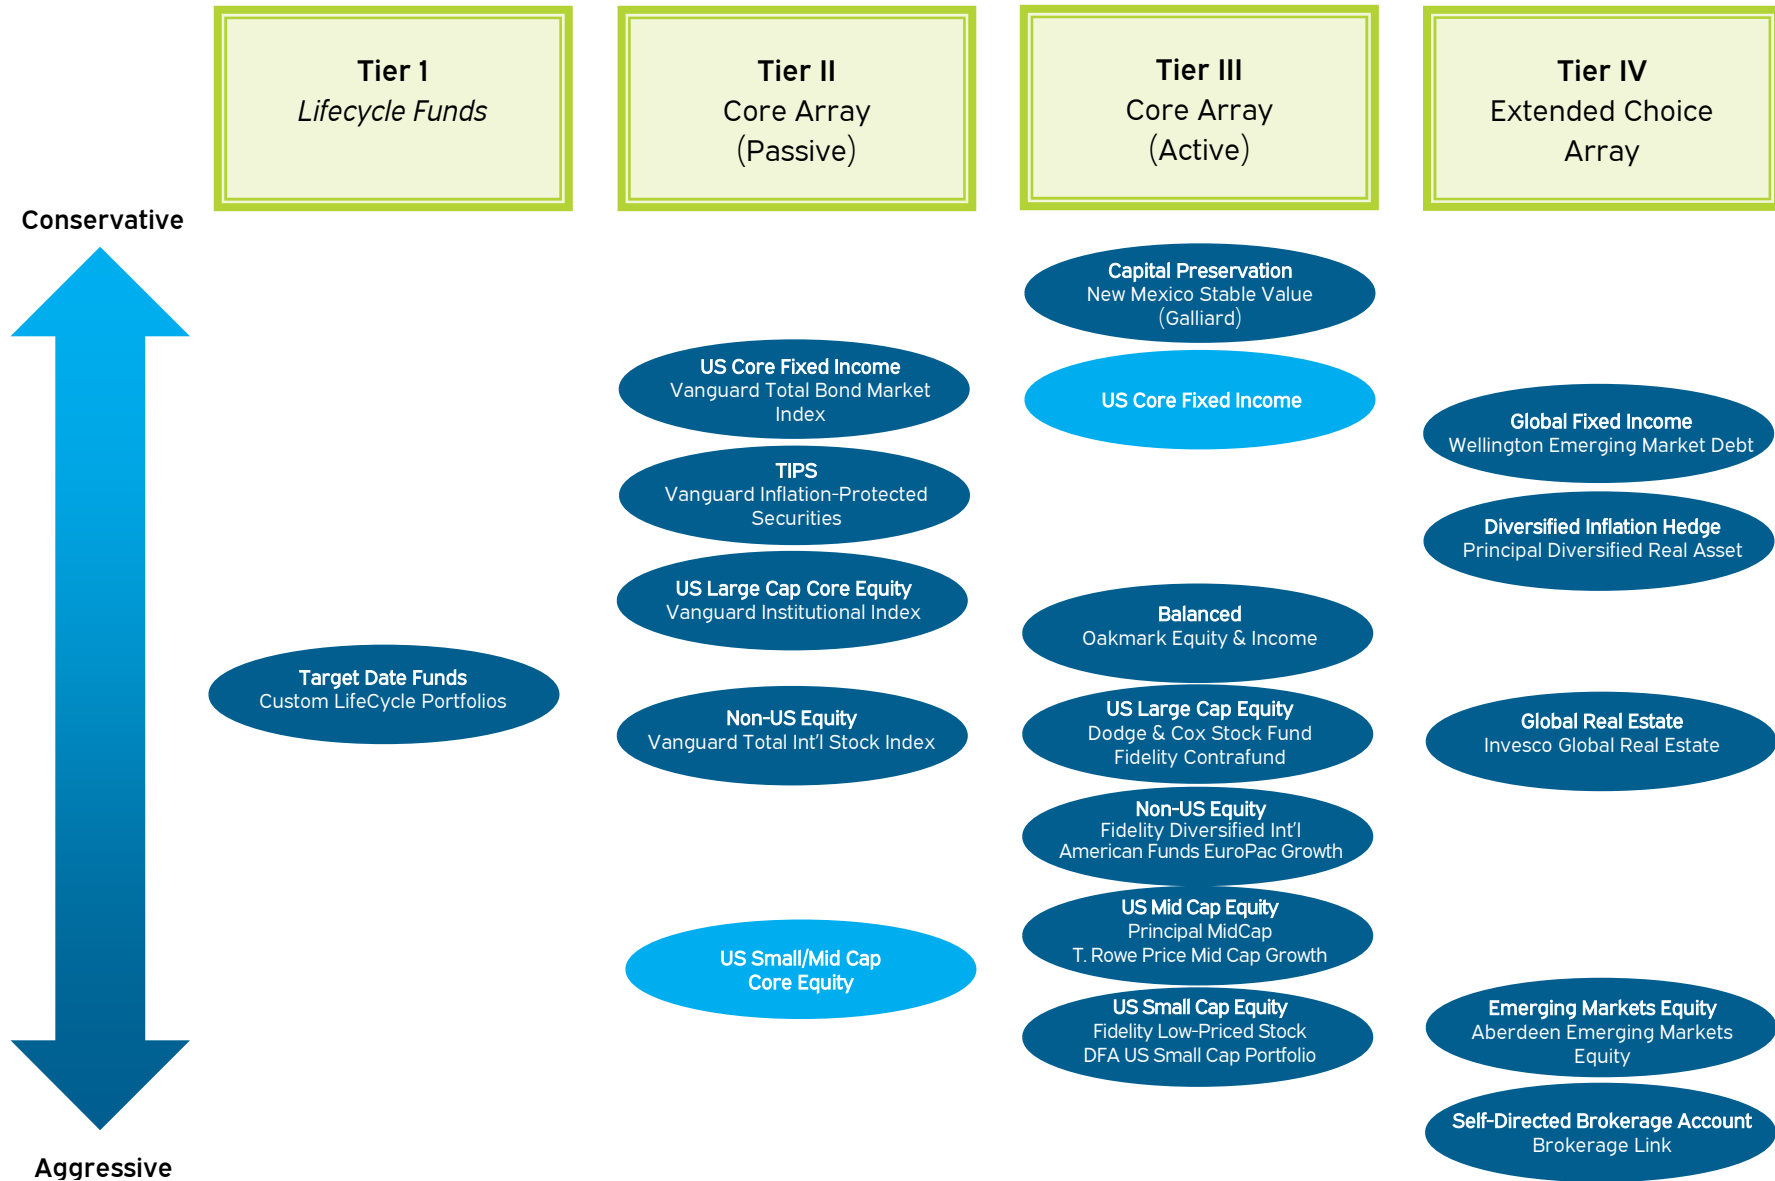 Tier 1
Lifecycle Funds
Tier II
Core Array
(Passive)
Tier III
Core Array
(Active)
Tier IV
Extended Choice
Array
Conservative
Aggressive
Target Date Funds
Custom LifeCycle Portfolios
US Core Fixed Income
Vanguard Total Bond Market
Index
TIPS
Vanguard Inflation-Protected
Securities
US Large Cap Core Equity
Vanguard Institutional Index
Non-US Equity
Vanguard Total Int'l Stock Index
US Small/Mid Cap
Core Equity
Capital Preservation
New Mexico Stable Value
(Galliard)
US Core Fixed Income
Balanced
Oakmark Equity & Income
US Large Cap Equity
Dodge & Cox Stock Fund
Fidelity Contrafund
Non-US Equity
Fidelity Diversified Int'l
American Funds EuroPac Growth
US Mid Cap Equity
Principal MidCap
T. Rowe Price Mid Cap Growth
US Small Cap Equity
Fidelity Low-Priced Stock
DFA US Small Cap Portfolio
Global Fixed Income
Wellington Emerging Market Debt
Diversified Inflation Hedge
Principal Diversified Real Asset
Global Real Estate
Invesco Global Real Estate
Emerging Markets Equity
Aberdeen Emerging Markets
Equity
Self-Directed Brokerage Account
Brokerage Link